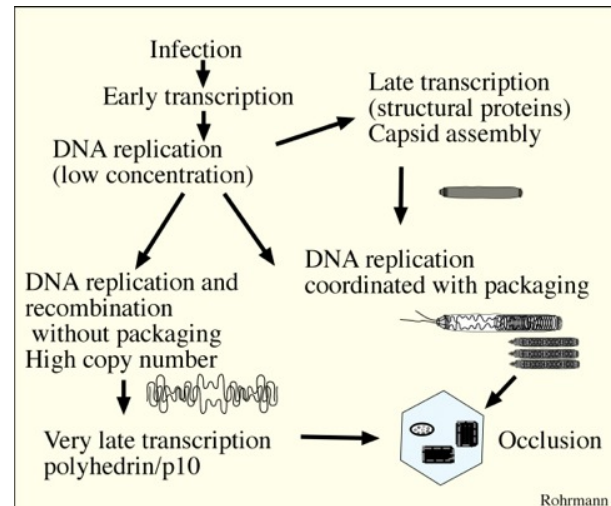 Infection
Early transcription
DNA replication
(low concentration)
Late transcription
(structural proteins)
Capsid assembly
DNA replication and
recombination
without packaging
High copy number
DNA replication
coordinated with packaging
Very late transcription
polyhedrin/p10
Occlusion
Rohrmann